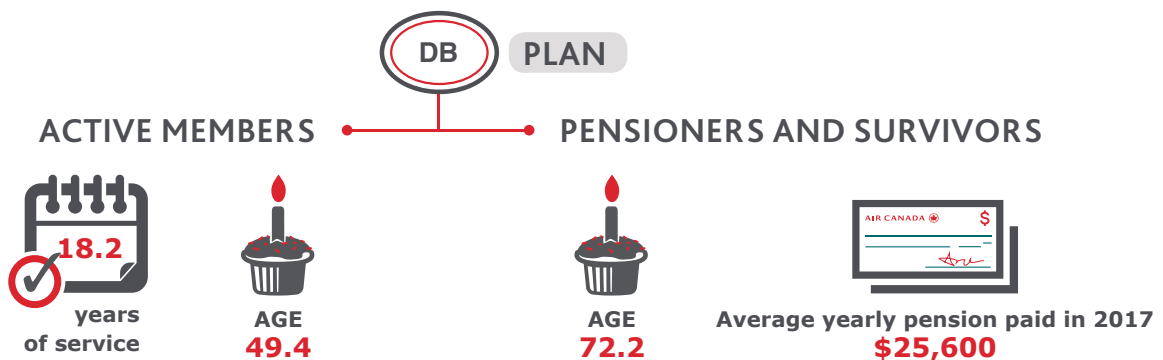 DB PLAN
ACTIVE MEMBERS
18.2
years
of service
AGE
49.4
PENSIONERS AND SURVIVORS
AGE
72.2
AIR CANADA $
Average yearly pension paid in 2017
$25,600